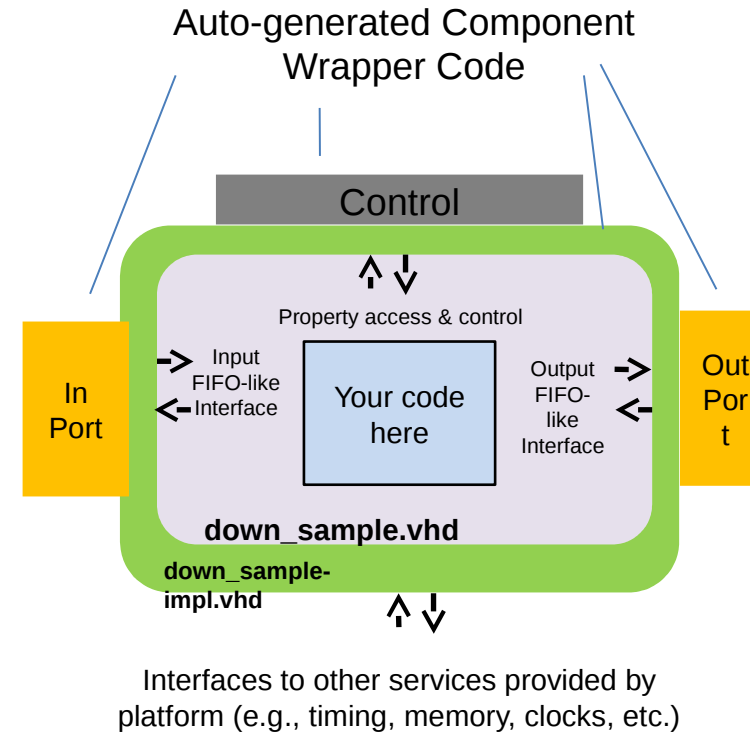 Auto-generated Component
Wrapper Code
Control
Property access & control
Input
FIFO-like
Interface
In
Port
Your code
here
Output
FIFO-
like
Interface
Out
Por
t
down_sample.vhd
down_sample-
impl.vhd
Interfaces to other services provided by
platform (e.g., timing, memory, clocks, etc.)